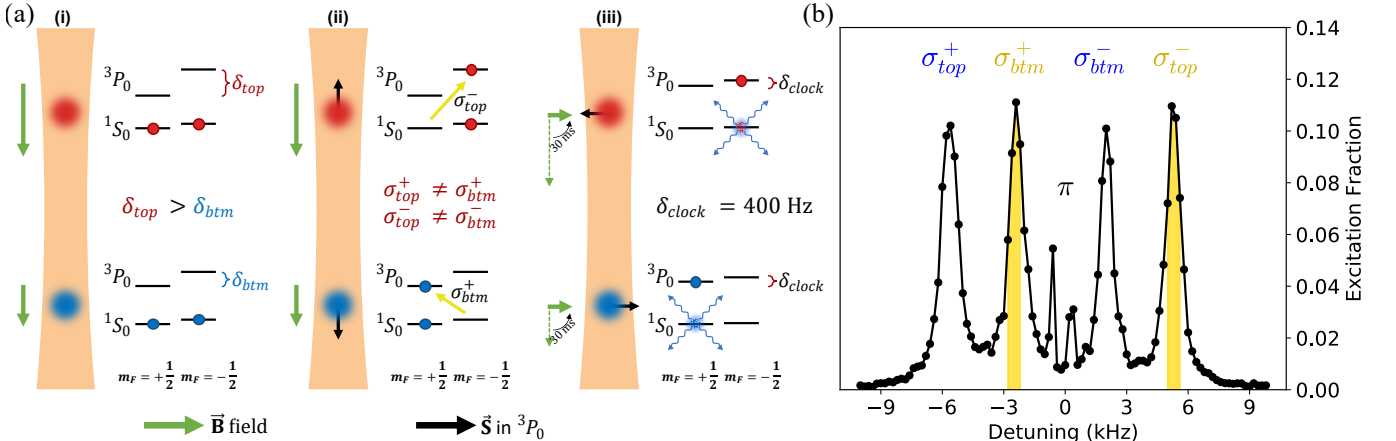 (a)
(i)
³P₀
δ_top
¹S₀
δ_top > δ_btm
³P₀
δ_btm
¹S₀
m_F = +1/2 m_F = −1/2
(ii)
³P₀
σ⁻_top
¹S₀
σ⁺_top ≠ σ⁺_btm
σ⁻_top ≠ σ⁻_btm
³P₀
σ⁺_btm
¹S₀
m_F = +1/2 m_F = −1/2
(iii)
³P₀
δ_clock
¹S₀
30 ms
δ_clock = 400 Hz
³P₀
δ_clock
¹S₀
30 ms
m_F = +1/2 m_F = −1/2
B⃗ field
S⃗ in ³P₀
(b)
σ⁺_top σ⁺_btm σ⁻_btm σ⁻_top
π
0.14
0.12
0.10
0.08
0.06
0.04
0.02
0.00
Excitation Fraction
−9 −6 −3 0 3 6 9
Detuning (kHz)